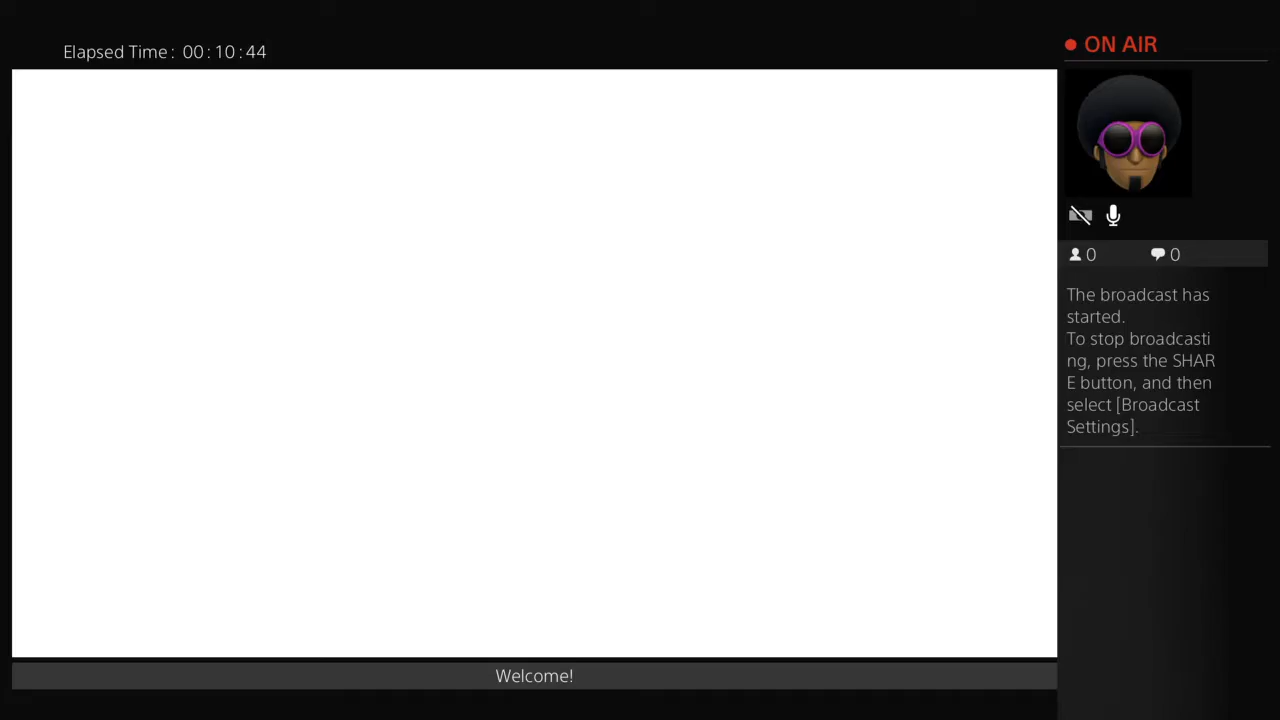 Elapsed Time: 00:10:44
ON AIR
0 0
The broadcast has
started.
To stop broadcasti
ng, press the SHAR
E button, and then
select [Broadcast
Settings].
Welcome!